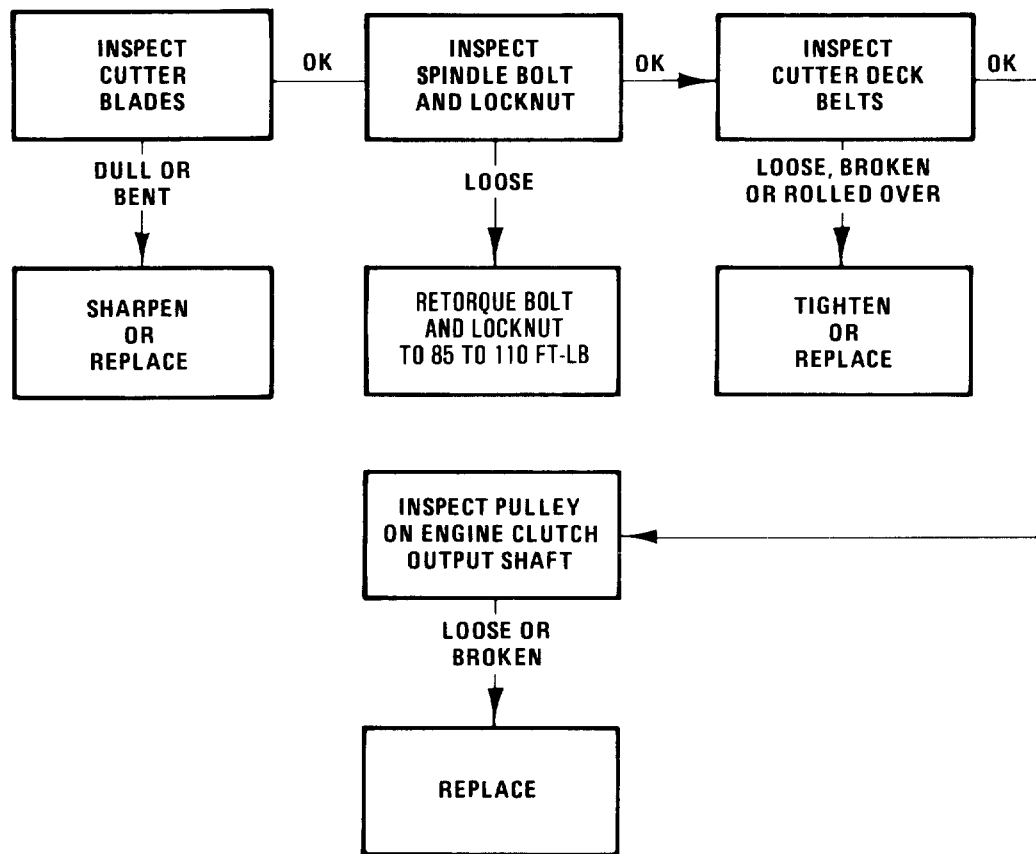 INSPECT
CUTTER
BLADES
OK
INSPECT
SPINDLE BOLT
AND LOCKNUT
OK
INSPECT
CUTTER DECK
BELTS
OK
DULL OR
BENT
LOOSE
LOOSE, BROKEN
OR ROLLED OVER
SHARPEN
OR
REPLACE
RETORQUE BOLT
AND LOCKNUT
TO 85 TO 110 FT-LB
TIGHTEN
OR
REPLACE
INSPECT PULLEY
ON ENGINE CLUTCH
OUTPUT SHAFT
LOOSE OR
BROKEN
REPLACE